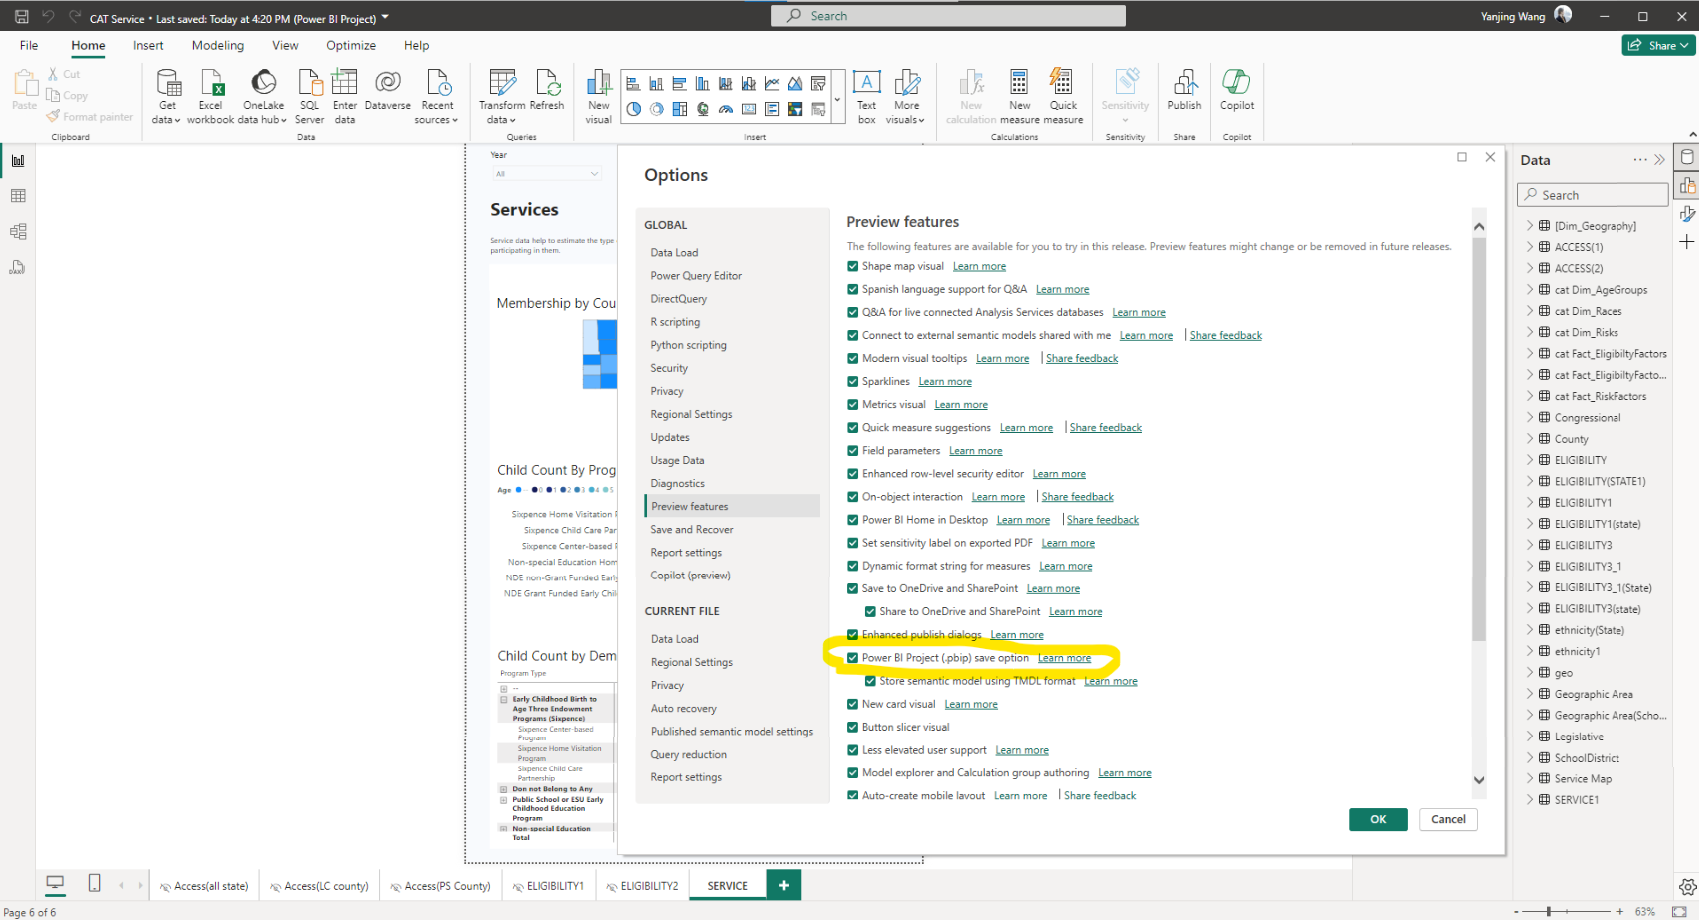 CAT Service • Last saved: Today at 4:20 PM (Power BI Project)
Search
Yanjing Wang
File Home Insert Modeling View Optimize Help
Share
Paste
Cut
Copy
Format painter
Clipboard
Get data
Excel workbook
OneLake data hub
SQL Server
Enter data
Dataverse
Recent sources
Data
Transform data
Refresh
Queries
New visual
Text box
More visuals
Insert
New calculation
New measure
Quick measure
Calculations
Sensitivity
Sensitivity
Publish
Share
Copilot
Copilot
Year
All
Services
Service data help to estimate the type
participating in them.
Membership by Cou
Child Count By Prog
Age 0 1 2 3 4 5
Sixpence Home Visitation P
Sixpence Child Care Par
Sixpence Center-based P
Non-special Education Hom
NDE non-Grant Funded Early
NDE Grant Funded Early Chil
Child Count by Dem
Program Type
--
Early Childhood Birth to
Age Three Endowment
Programs (Sixpence)
Sixpence Center-based
Program
Sixpence Home Visitation
Program
Sixpence Child Care
Partnership
Don not Belong to Any
Public School or ESU Early
Childhood Education
Program
Non-special Education
Total
Options
GLOBAL
Data Load
Power Query Editor
DirectQuery
R scripting
Python scripting
Security
Privacy
Regional Settings
Updates
Usage Data
Diagnostics
Preview features
Save and Recover
Report settings
Copilot (preview)
CURRENT FILE
Data Load
Regional Settings
Privacy
Auto recovery
Published semantic model settings
Query reduction
Report settings
Preview features
The following features are available for you to try in this release. Preview features might change or be removed in future releases.
Shape map visual Learn more
Spanish language support for Q&A Learn more
Q&A for live connected Analysis Services databases Learn more
Connect to external semantic models shared with me Learn more | Share feedback
Modern visual tooltips Learn more | Share feedback
Sparklines Learn more
Metrics visual Learn more
Quick measure suggestions Learn more | Share feedback
Field parameters Learn more
Enhanced row-level security editor Learn more
On-object interaction Learn more | Share feedback
Power BI Home in Desktop Learn more | Share feedback
Set sensitivity label on exported PDF Learn more
Dynamic format string for measures Learn more
Save to OneDrive and SharePoint Learn more
Share to OneDrive and SharePoint Learn more
Enhanced publish dialogs Learn more
Power BI Project (.pbip) save option Learn more
Store semantic model using TMDL format Learn more
New card visual Learn more
Button slicer visual
Less elevated user support Learn more
Model explorer and Calculation group authoring Learn more
Auto-create mobile layout Learn more | Share feedback
OK
Cancel
Data
Search
[Dim_Geography]
ACCESS(1)
ACCESS(2)
cat Dim_AgeGroups
cat Dim_Races
cat Dim_Risks
cat Fact_EligibiltyFactors
cat Fact_EligibiltyFacto...
cat Fact_RiskFactors
Congressional
County
ELIGIBILITY
ELIGIBILITY(STATE1)
ELIGIBILITY1
ELIGIBILITY1(state)
ELIGIBILITY3
ELIGIBILITY3_1
ELIGIBILITY3_1(State)
ELIGIBILITY3(state)
ethnicity(State)
ethnicity1
geo
Geographic Area
Geographic Area(Scho...
Legislative
SchoolDistrict
Service Map
SERVICE1
Access(all state) Access(LC county) Access(PS County) ELIGIBILITY1 ELIGIBILITY2 SERVICE
Page 6 of 6
63%